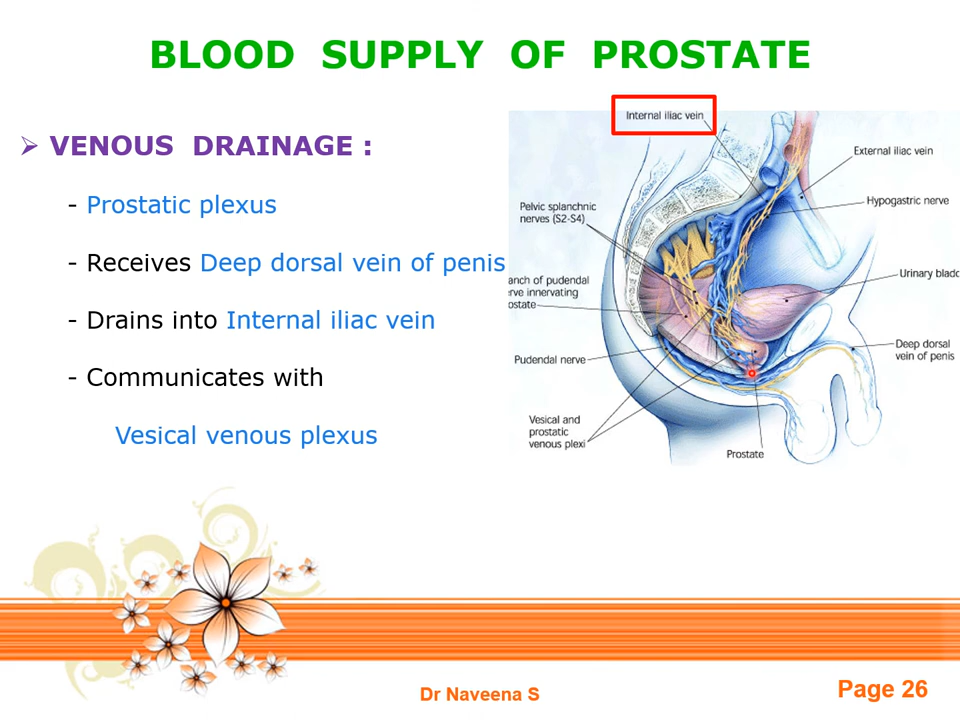 BLOOD SUPPLY OF PROSTATE
VENOUS DRAINAGE :
- Prostatic plexus
- Receives Deep dorsal vein of penis
- Drains into Internal iliac vein
- Communicates with
Vesical venous plexus
Internal iliac vein
External iliac vein
Hypogastric nerve
Pelvic splanchnic
nerves (S2-S4)
anch of pudendal
rve innervating
ostate
Urinary bladd
Deep dorsal
vein of penis
Pudendal nerve
Vesical and
prostatic
venous plexi
Prostate
Dr Naveena S
Page 26